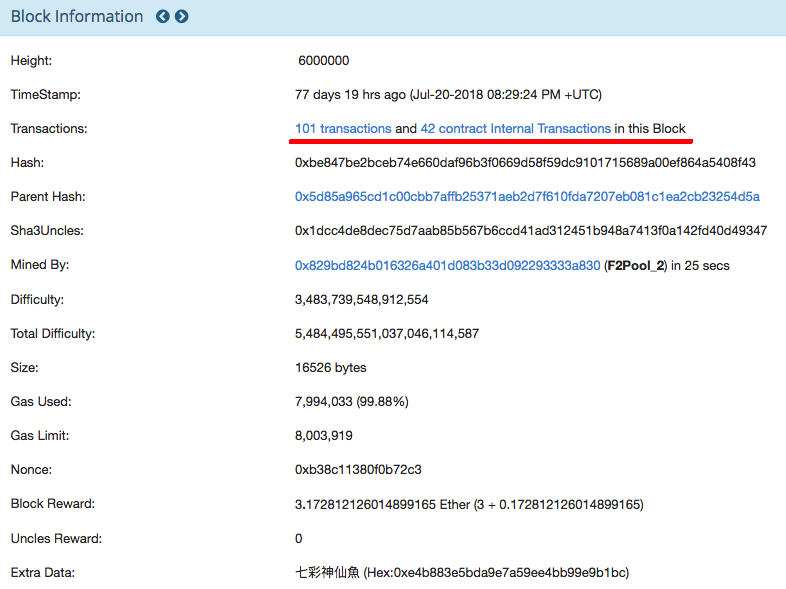 Block Information
Height: 6000000
TimeStamp: 77 days 19 hrs ago (Jul-20-2018 08:29:24 PM +UTC)
Transactions: 101 transactions and 42 contract Internal Transactions in this Block
Hash: 0xbe847be2bceb74e660daf96b3f0669d58f59dc9101715689a00ef864a5408f43
Parent Hash: 0x5d85a965cd1c00cbb7affb25371aeb2d7f610fda7207eb081c1ea2cb23254d5a
Sha3Uncles: 0x1dcc4de8dec75d7aab85b567b6ccd41ad312451b948a7413f0a142fd40d49347
Mined By: 0x829bd824b016326a401d083b33d092293333a830 (F2Pool_2) in 25 secs
Difficulty: 3,483,739,548,912,554
Total Difficulty: 5,484,495,551,037,046,114,587
Size: 16526 bytes
Gas Used: 7,994,033 (99.88%)
Gas Limit: 8,003,919
Nonce: 0xb38c11380f0b72c3
Block Reward: 3.172812126014899165 Ether (3 + 0.172812126014899165)
Uncles Reward: 0
Extra Data: 七彩神仙魚 (Hex:0xe4b883e5bda9e7a59ee4bb99e9b1bc)